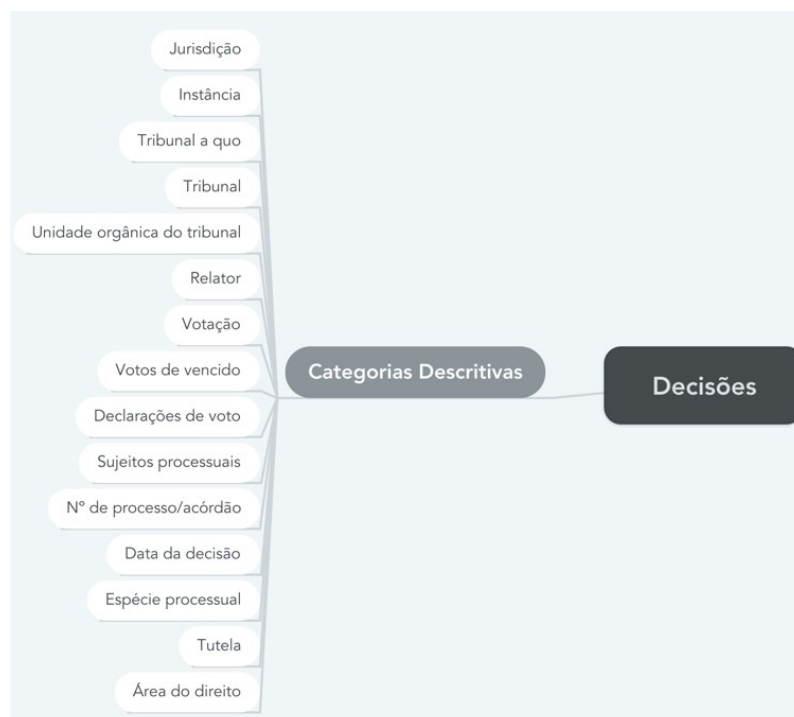 Jurisdição
Instância
Tribunal a quo
Tribunal
Unidade orgânica do tribunal
Relator
Votação
Votos de vencido
Declarações de voto
Sujeitos processuais
Nº de processo/acórdão
Data da decisão
Espécie processual
Tutela
Área do direito
Categorias Descritivas
Decisões